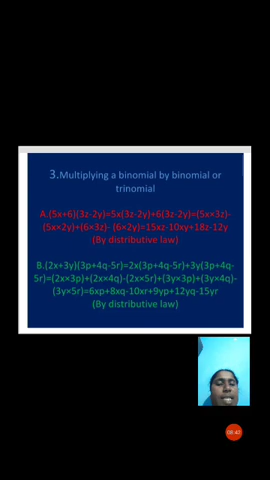 3.Multiplying a binomial by binomial or
trinomial
A.(5x+6)(3z-2y)=5x(3z-2y)+6(3z-2y)=(5x×3z)-
(5x×2y)+(6×3z)- (6×2y)=15xz-10xy+18z-12y
(By distributive law)
B.(2x+3y)(3p+4q-5r)=2x(3p+4q-5r)+3y(3p+4q-
5r)=(2x×3p)+(2x×4q)-(2x×5r)+(3y×3p)+(3y×4q)-
(3y×5r)=6xp+8xq-10xr+9yp+12yq-15yr
(By distributive law)
08:40